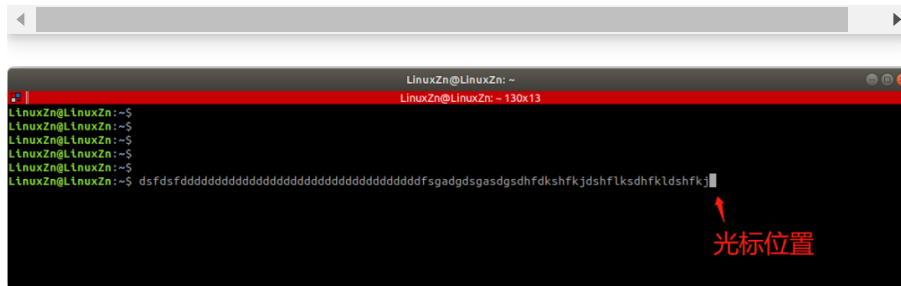 LinuxZn@LinuxZn: ~
LinuxZn@LinuxZn: ~ 130x13
LinuxZn@LinuxZn:~$
LinuxZn@LinuxZn:~$
LinuxZn@LinuxZn:~$
LinuxZn@LinuxZn:~$
LinuxZn@LinuxZn:~$
LinuxZn@LinuxZn:~$ dsfdsfdddddddddddddddddddddddddddddddddddfsgadgdsgasdgsdhfdkshfkjdshflksdhfkldshfkj
光标位置